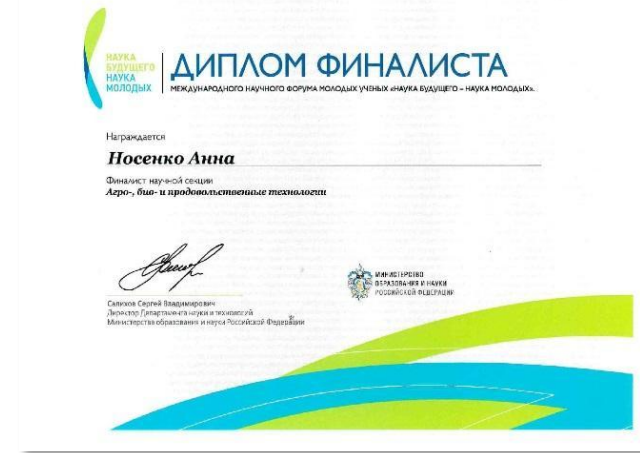 НАУКА
БУДУЩЕГО
НАУКА
МОЛОДЫХ
ДИПЛОМ ФИНАЛИСТА
МЕЖДУНАРОДНОГО НАУЧНОГО ФОРУМА МОЛОДЫХ УЧЕНЫХ «НАУКА БУДУЩЕГО – НАУКА МОЛОДЫХ».
Награждается
Носенко Анна
Финалист научной секции
Агро-, био- и продовольственные технологии
МИНИСТЕРСТВО
ОБРАЗОВАНИЯ И НАУКИ
РОССИЙСКОЙ ФЕДЕРАЦИИ
Салихов Сергей Владимирович
Директор Департамента науки и технологий
Министерства образования и науки Российской Федерации